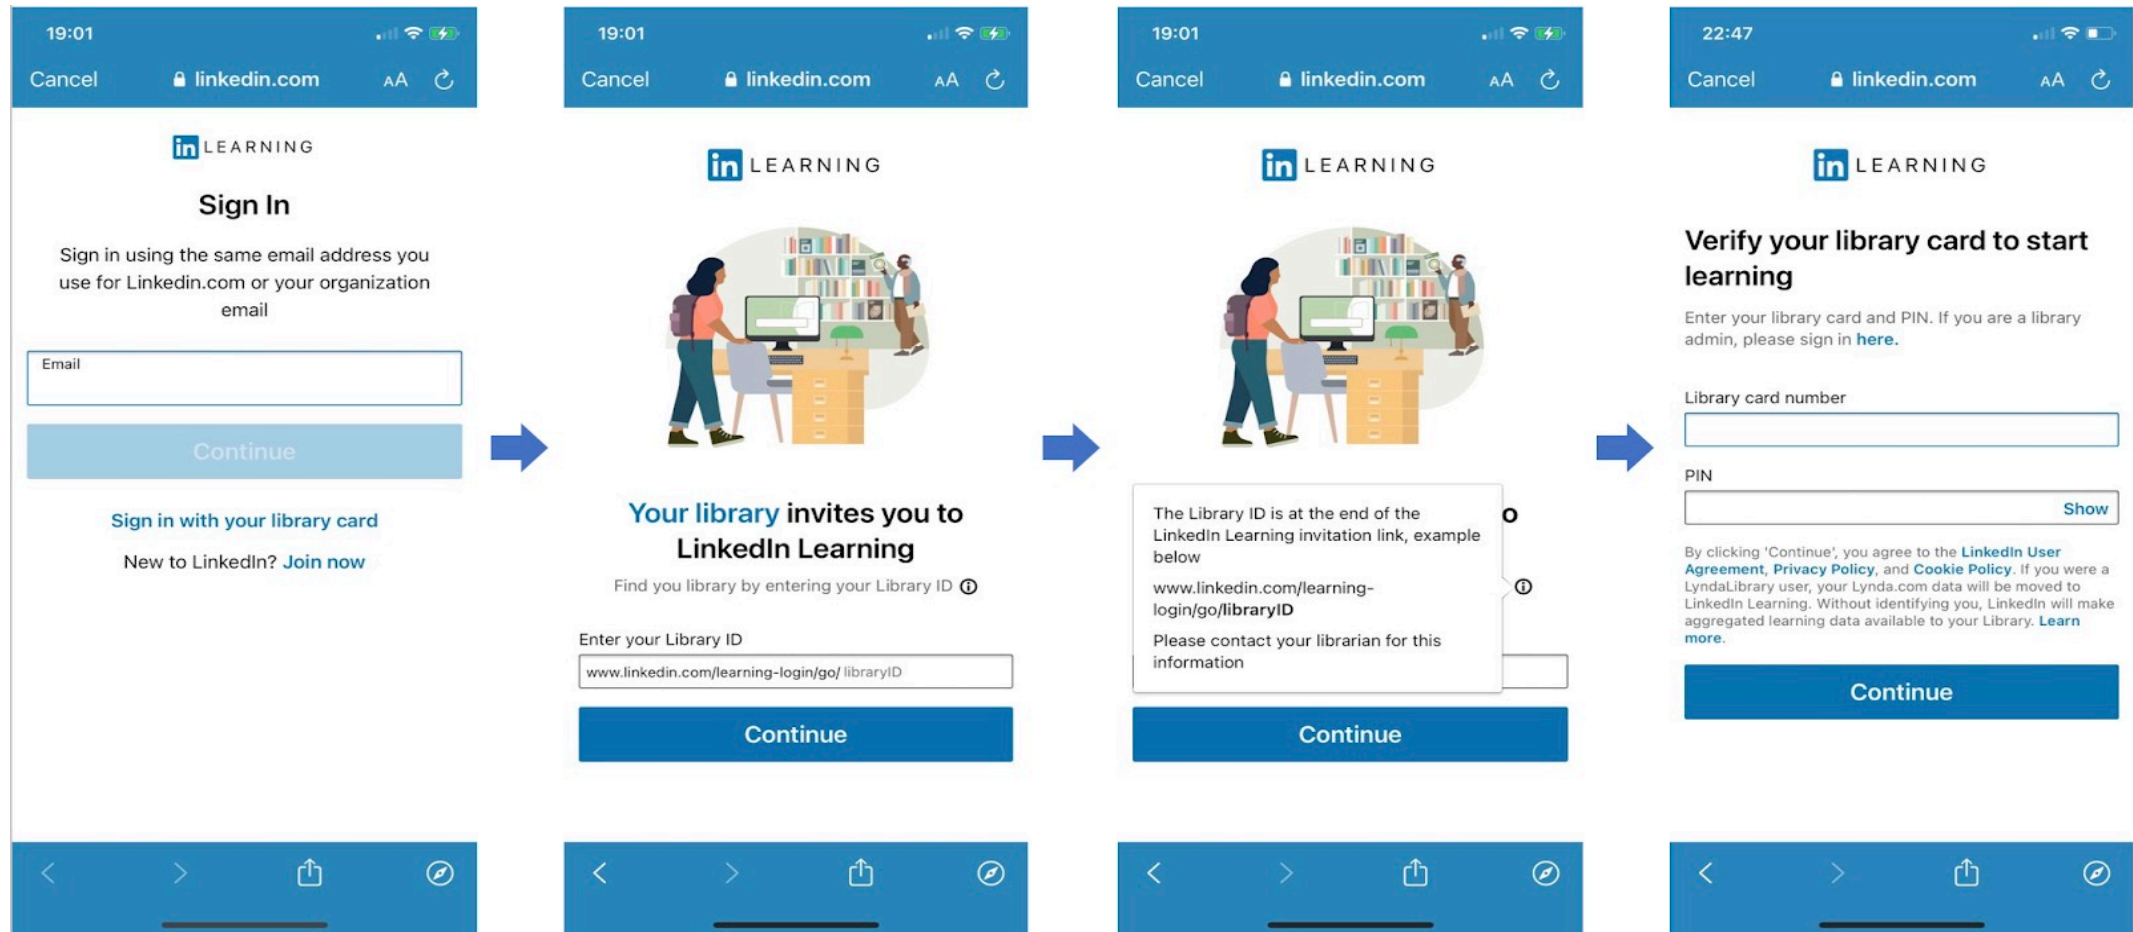 19:01
Cancel
linkedin.com
AA
in LEARNING
Sign In
Sign in using the same email address you
use for Linkedin.com or your organization
email
Email
Continue
Sign in with your library card
New to LinkedIn? Join now
19:01
Cancel
linkedin.com
AA
in LEARNING
Your library invites you to
LinkedIn Learning
Find you library by entering your Library ID
Enter your Library ID
www.linkedin.com/learning-login/go/ libraryID
Continue
19:01
Cancel
linkedin.com
AA
in LEARNING
o
The Library ID is at the end of the
LinkedIn Learning invitation link, example
below
www.linkedin.com/learning-
login/go/libraryID
Please contact your librarian for this
information
Continue
22:47
Cancel
linkedin.com
AA
in LEARNING
Verify your library card to start
learning
Enter your library card and PIN. If you are a library
admin, please sign in here.
Library card number
PIN
Show
By clicking 'Continue', you agree to the LinkedIn User
Agreement, Privacy Policy, and Cookie Policy. If you were a
LyndaLibrary user, your Lynda.com data will be moved to
LinkedIn Learning. Without identifying you, LinkedIn will make
aggregated learning data available to your Library. Learn
more.
Continue